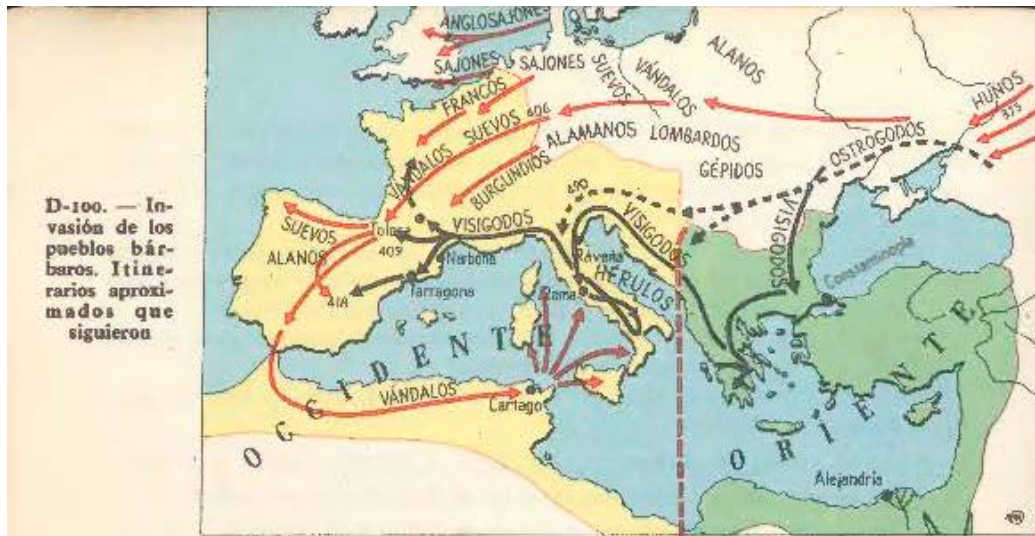 D-100. — In-
vasión de los
pueblos bár-
baros. Itine-
rarios aproxi-
mados que
siguieron
ANGLOSAJONES
SAJONES
SAJONES
FRANCOS
SUEVOS
VÁNDALOS
ALANOS
HUNOS
375
VÁNDALOS
SUEVOS 406
ALAMANOS
LOMBARDOS
BURGUNDIOS
GÉPIDOS
OSTROGODOS
490
VISIGODOS
VISIGODOS
VISIGODOS
SUEVOS
ALANOS
Tolosa
409
Narbona
Tarragona
414
Ravena
HÉRULOS
Roma
Constantinopla
OCCIDENTE
VÁNDALOS
Cartago
ORIENTE
Alejandría